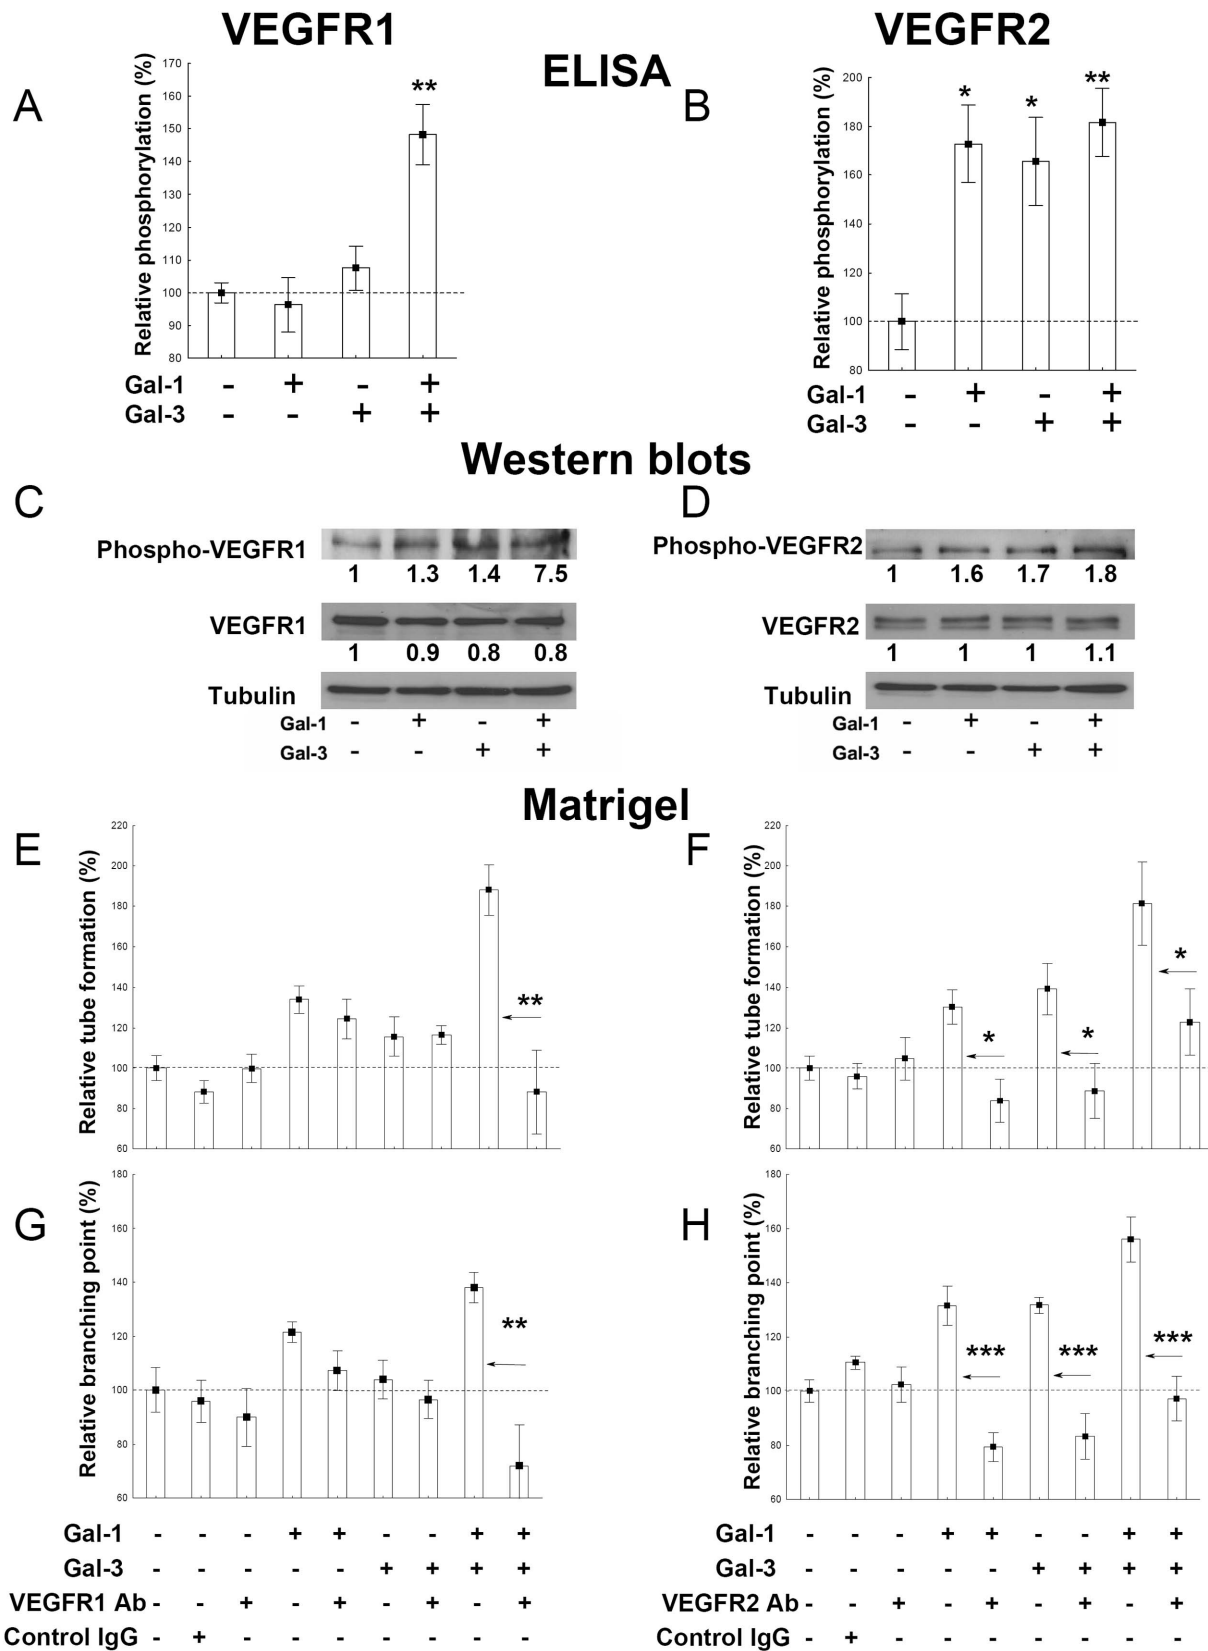 VEGFR1
VEGFR2
ELISA
A
Relative phosphorylation (%)
170
160
150
140
130
120
110
100
90
80
**
Gal-1 - + - +
Gal-3 - - + +
B
Relative phosphorylation (%)
200
180
160
140
120
100
80
* * **
Gal-1 - + - +
Gal-3 - - + +
Western blots
C
Phospho-VEGFR1
1 1.3 1.4 7.5
VEGFR1
1 0.9 0.8 0.8
Tubulin
Gal-1 - + - +
Gal-3 - - + +
D
Phospho-VEGFR2
1 1.6 1.7 1.8
VEGFR2
1 1 1 1.1
Tubulin
Gal-1 - + - +
Gal-3 - - + +
Matrigel
E
Relative tube formation (%)
220
200
180
160
140
120
100
80
60
**
F
Relative tube formation (%)
220
200
180
160
140
120
100
80
60
* * *
G
Relative branching point (%)
180
160
140
120
100
80
60
**
Gal-1 - - - + + - - + +
Gal-3 - - - - - + + + +
VEGFR1 Ab - - + - + - + - +
Control IgG - + - - - - - - -
H
Relative branching point (%)
180
160
140
120
100
80
60
*** *** ***
Gal-1 - - - + + - - + +
Gal-3 - - - - - + + + +
VEGFR2 Ab - - + - + - + - +
Control IgG - + - - - - - - -